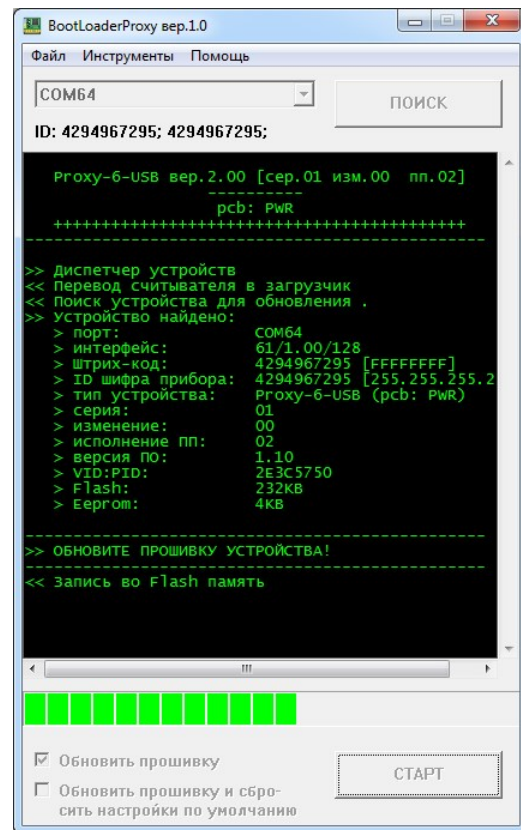 BootLoaderProxy вер.1.0
Файл Инструменты Помощь
COM64
ПОИСК
ID: 4294967295; 4294967295;
Proxy-6-USB вер.2.00 [сер.01 изм.00 пп.02]
----------
pcb: PWR
+++++++++++++++++++++++++++++++++++++++++++
-----------------------------------------------
>> Диспетчер устройств
<< Перевод считывателя в загрузчик
<< Поиск устройства для обновления .
>> Устройство найдено:
> порт: COM64
> интерфейс: 61/1.00/128
> Штрих-код: 4294967295 [FFFFFFFF]
> ID шифра прибора: 4294967295 [255.255.255.2
> тип устройства: Proxy-6-USB (pcb: PWR)
> серия: 01
> изменение: 00
> исполнение ПП: 02
> версия ПО: 1.10
> VID:PID: 2E3C5750
> Flash: 232KB
> Eeprom: 4KB
-----------------------------------------------
>> ОБНОВИТЕ ПРОШИВКУ УСТРОЙСТВА!
-----------------------------------------------
<< Запись во Flash память
Обновить прошивку
Обновить прошивку и сбро-
сить настройки по умолчанию
СТАРТ